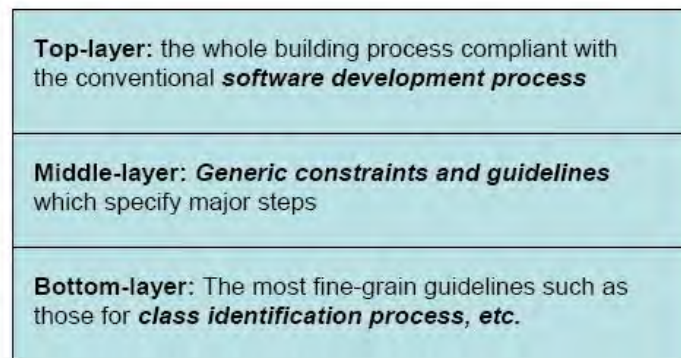 Top-layer: the whole building process compliant with
the conventional software development process
Middle-layer: Generic constraints and guidelines
which specify major steps
Bottom-layer: The most fine-grain guidelines such as
those for class identification process, etc.